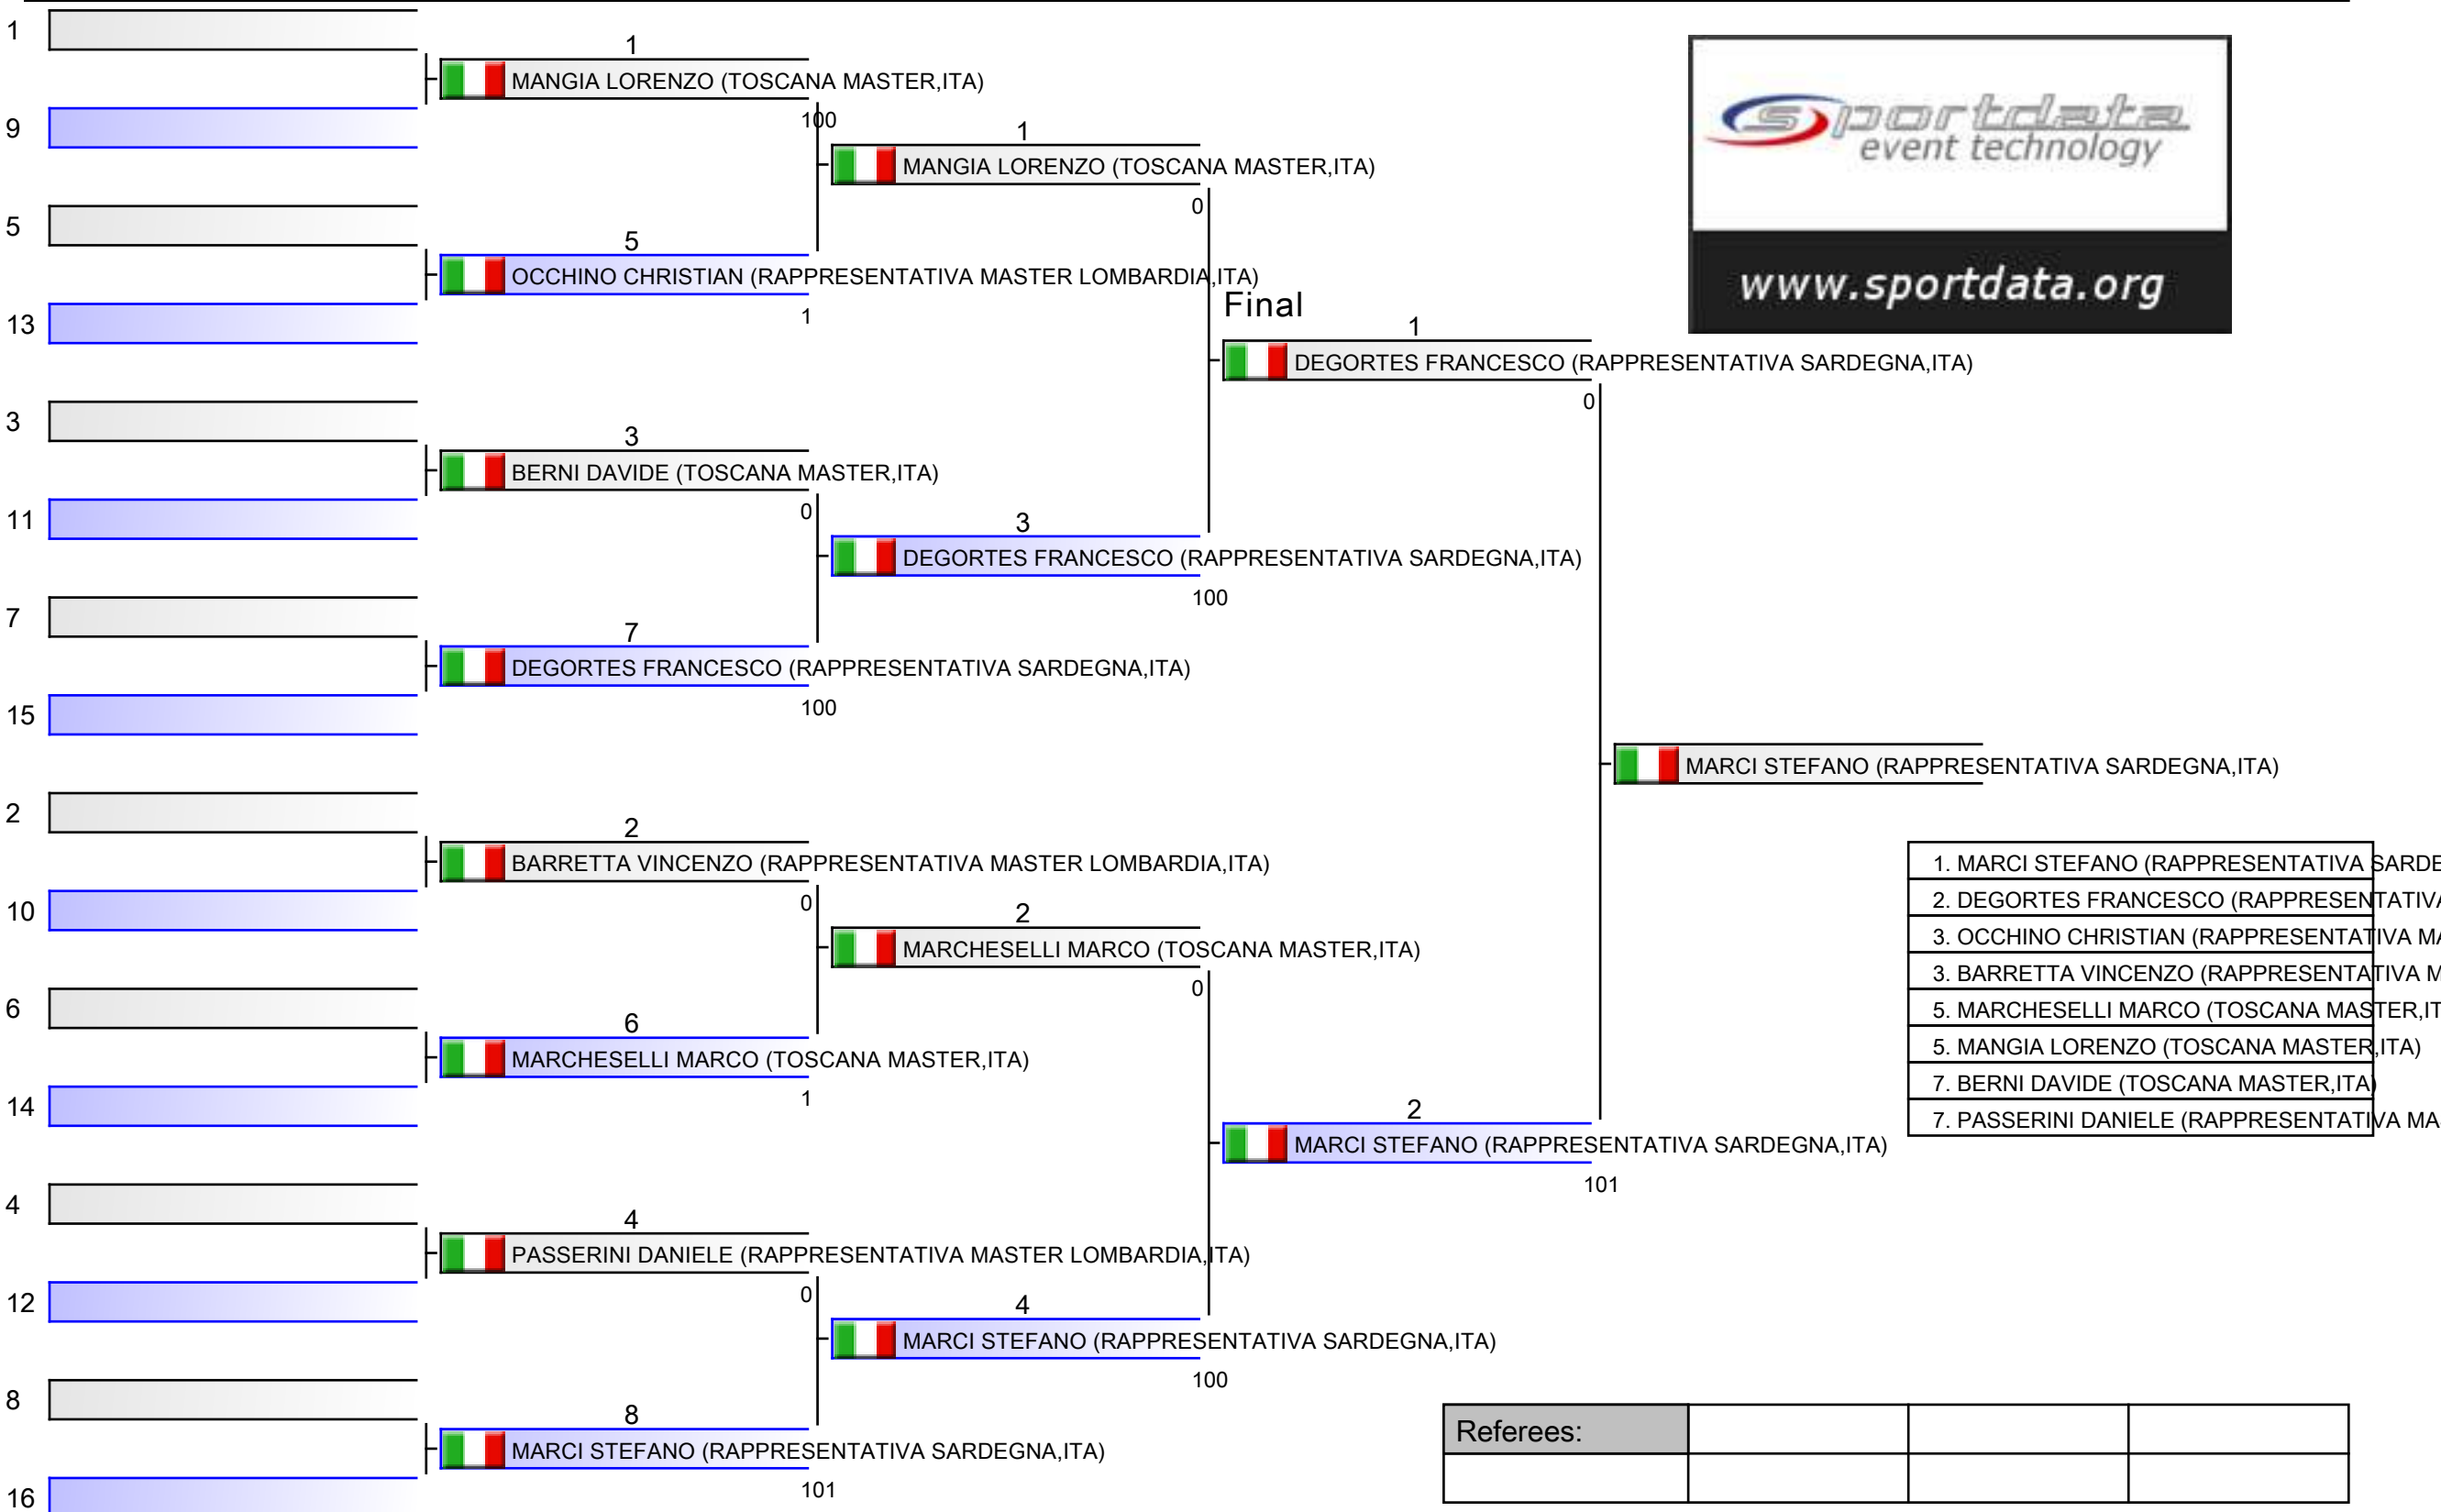 1
1
MANGIA LORENZO (TOSCANA MASTER,ITA)
9
100
1
MANGIA LORENZO (TOSCANA MASTER,ITA)
0
sportdata
event technology
www.sportdata.org
5
5
OCCHINO CHRISTIAN (RAPPRESENTATIVA MASTER LOMBARDIA,ITA)
13
1
Final
1
DEGORTES FRANCESCO (RAPPRESENTATIVA SARDEGNA,ITA)
0
3
3
BERNI DAVIDE (TOSCANA MASTER,ITA)
11
0
3
DEGORTES FRANCESCO (RAPPRESENTATIVA SARDEGNA,ITA)
100
7
7
DEGORTES FRANCESCO (RAPPRESENTATIVA SARDEGNA,ITA)
15
100
MARCI STEFANO (RAPPRESENTATIVA SARDEGNA,ITA)
2
2
BARRETTA VINCENZO (RAPPRESENTATIVA MASTER LOMBARDIA,ITA)
10
0
2
MARCHESELLI MARCO (TOSCANA MASTER,ITA)
0
6
6
MARCHESELLI MARCO (TOSCANA MASTER,ITA)
14
1
2
MARCI STEFANO (RAPPRESENTATIVA SARDEGNA,ITA)
101
4
4
PASSERINI DANIELE (RAPPRESENTATIVA MASTER LOMBARDIA,ITA)
12
0
4
MARCI STEFANO (RAPPRESENTATIVA SARDEGNA,ITA)
100
8
8
MARCI STEFANO (RAPPRESENTATIVA SARDEGNA,ITA)
16
101
1. MARCI STEFANO (RAPPRESENTATIVA SARDE
2. DEGORTES FRANCESCO (RAPPRESENTATIVA
3. OCCHINO CHRISTIAN (RAPPRESENTATIVA MA
3. BARRETTA VINCENZO (RAPPRESENTATIVA M
5. MARCHESELLI MARCO (TOSCANA MASTER,IT
5. MANGIA LORENZO (TOSCANA MASTER,ITA)
7. BERNI DAVIDE (TOSCANA MASTER,ITA)
7. PASSERINI DANIELE (RAPPRESENTATIVA MA
Referees: